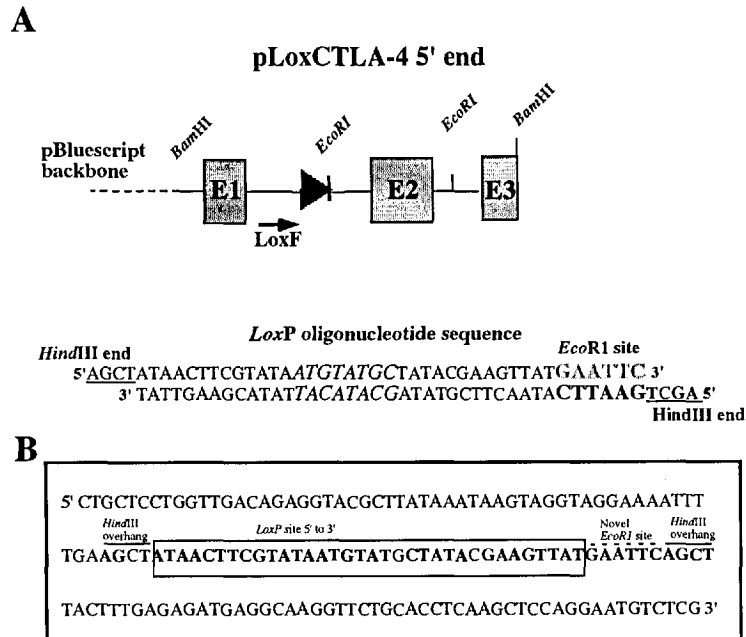 A
pLoxCTLA-4 5' end
BamHI
EcoRI
EcoRI
BamHI
pBluescript
backbone
E1
E2
E3
LoxF
LoxP oligonucleotide sequence
HindIII end
EcoR1 site
5'AGCTATAACTTCGTATAATGTATGCTATACGAAGTTATGAATTC 3'
3' TATTGAAGCATATTACATACGATATGCTTCAATACTTAAGTCGA 5'
HindIII end
B
5' CTGCTCCTGGTTGACAGAGGTACGCTTATAAATAAGTAGGTAGGAAAATTT
HindIII
overhang
LoxP site 5' to 3'
Novel
EcoR1 site
HindIII
overhang
TGAAGCTATAACTTCGTATAATGTATGCTATACGAAGTTATGAATTCAGCT
TACTTTGAGAGATGAGGCAAGGTTCTGCACCTCAAGCTCCAGGAATGTCTCG 3'